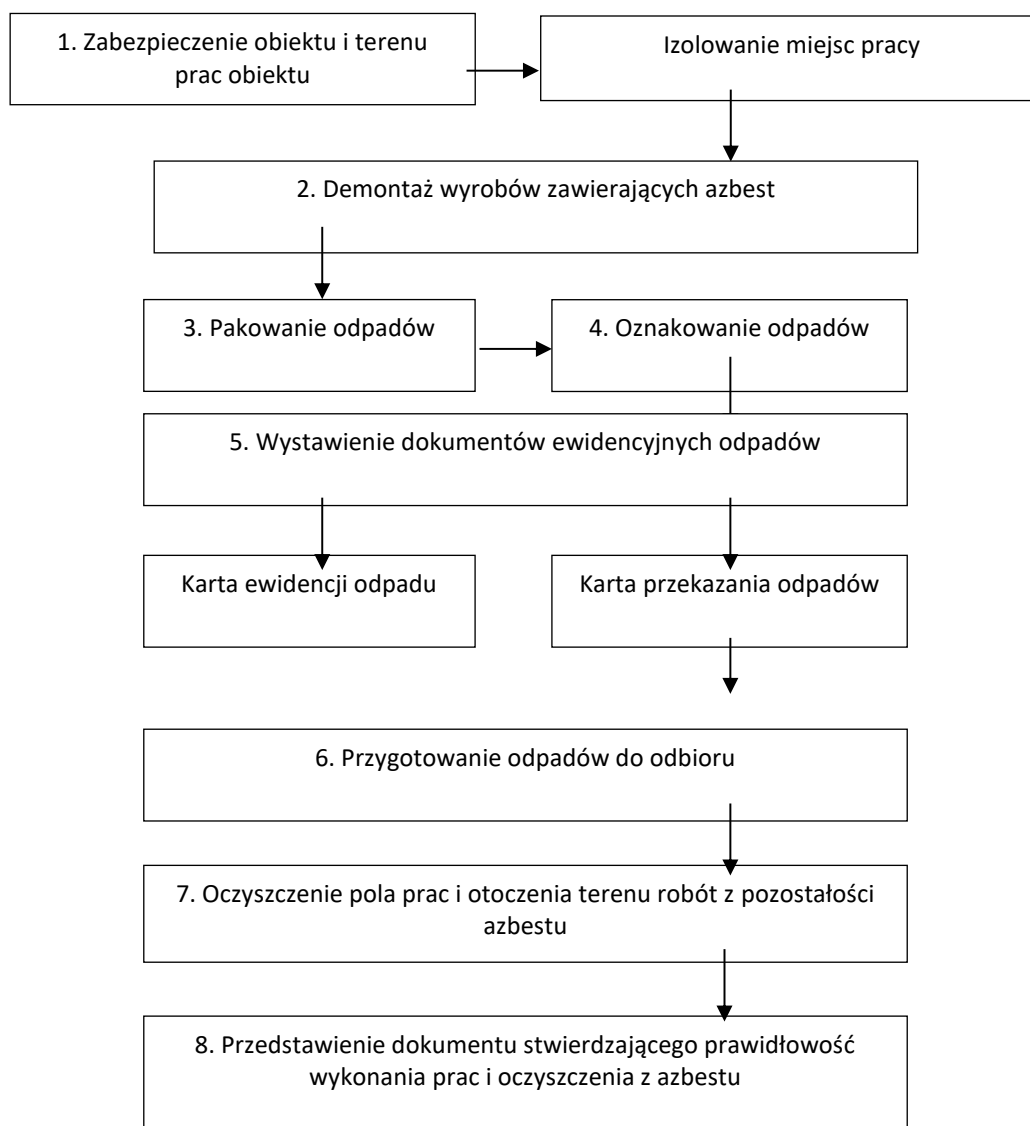 1. Zabezpieczenie obiektu i terenu
prac obiektu
Izolowanie miejsc pracy
2. Demontaż wyrobów zawierających azbest
3. Pakowanie odpadów
4. Oznakowanie odpadów
5. Wystawienie dokumentów ewidencyjnych odpadów
Karta ewidencji odpadu
Karta przekazania odpadów
6. Przygotowanie odpadów do odbioru
7. Oczyszczenie pola prac i otoczenia terenu robót z pozostałości
azbestu
8. Przedstawienie dokumentu stwierdzającego prawidłowość
wykonania prac i oczyszczenia z azbestu